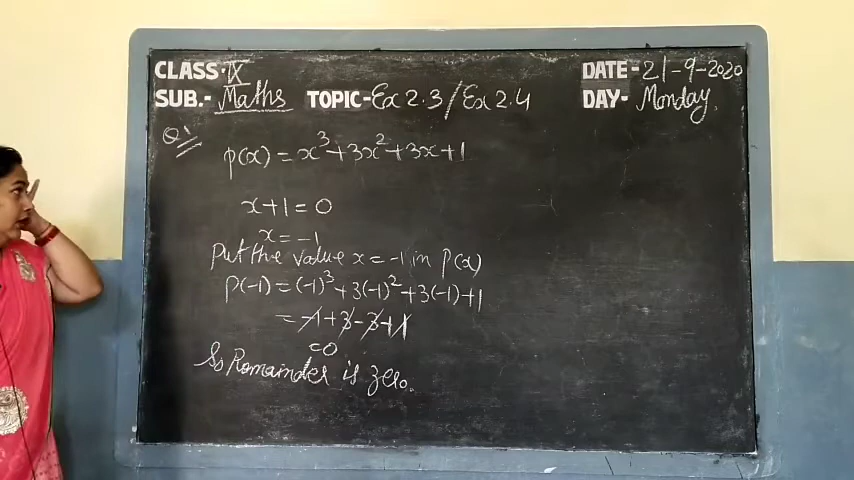 CLASS-IX
DATE-21-9-2020
SUB.-Maths TOPIC-Ex 2.3/Ex 2.4
DAY-Monday
Q1
p(x)=x³+3x²+3x+1
x+1=0
x=-1
Put the value x=-1 in p(x)
p(-1)=(-1)³+3(-1)²+3(-1)+1
=-1+3-3+1
=0
So Remainder is zero.